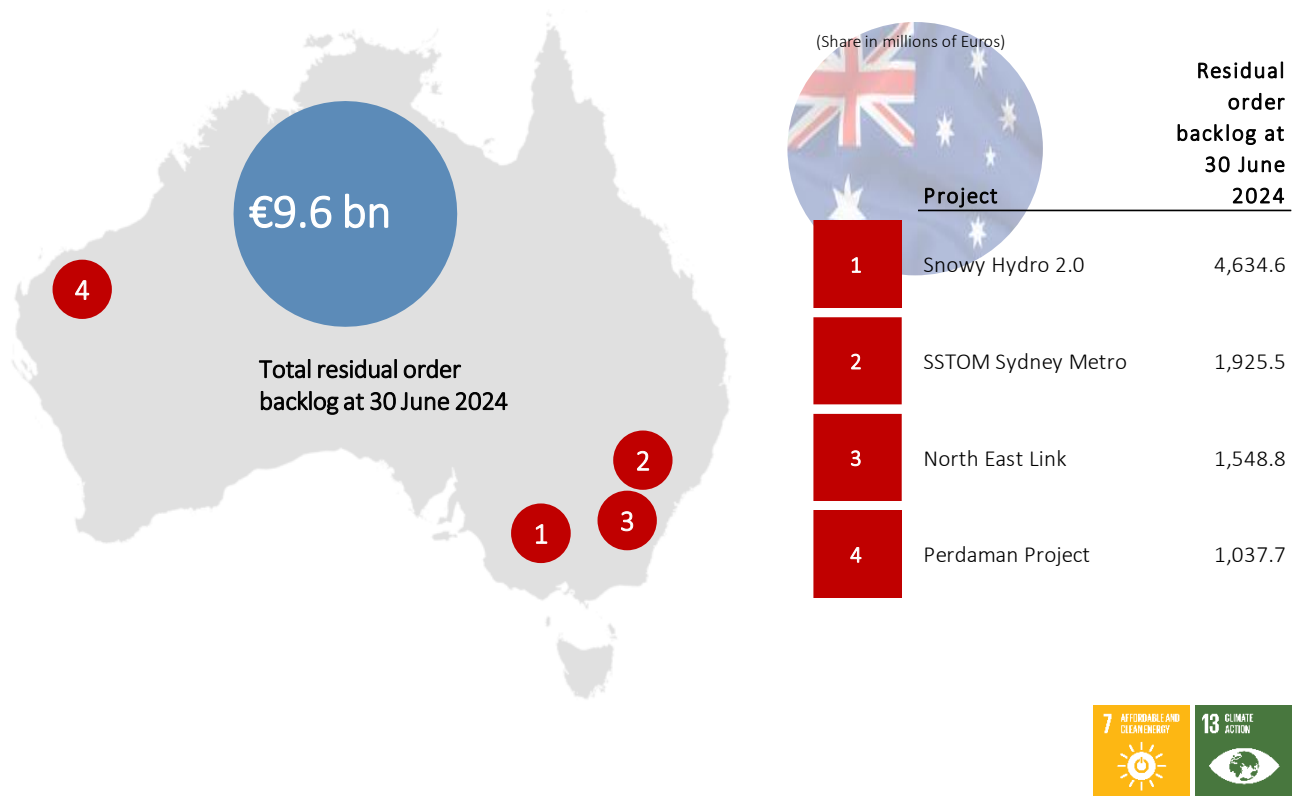 €9.6 bn
4
Total residual order
backlog at 30 June 2024
2
3
1
(Share in millions of Euros)
Project
Residual
order
backlog at
30 June
2024
1 Snowy Hydro 2.0 4,634.6
2 SSTOM Sydney Metro 1,925.5
3 North East Link 1,548.8
4 Perdaman Project 1,037.7
7 AFFORDABLE AND
CLEAN ENERGY
13 CLIMATE
ACTION